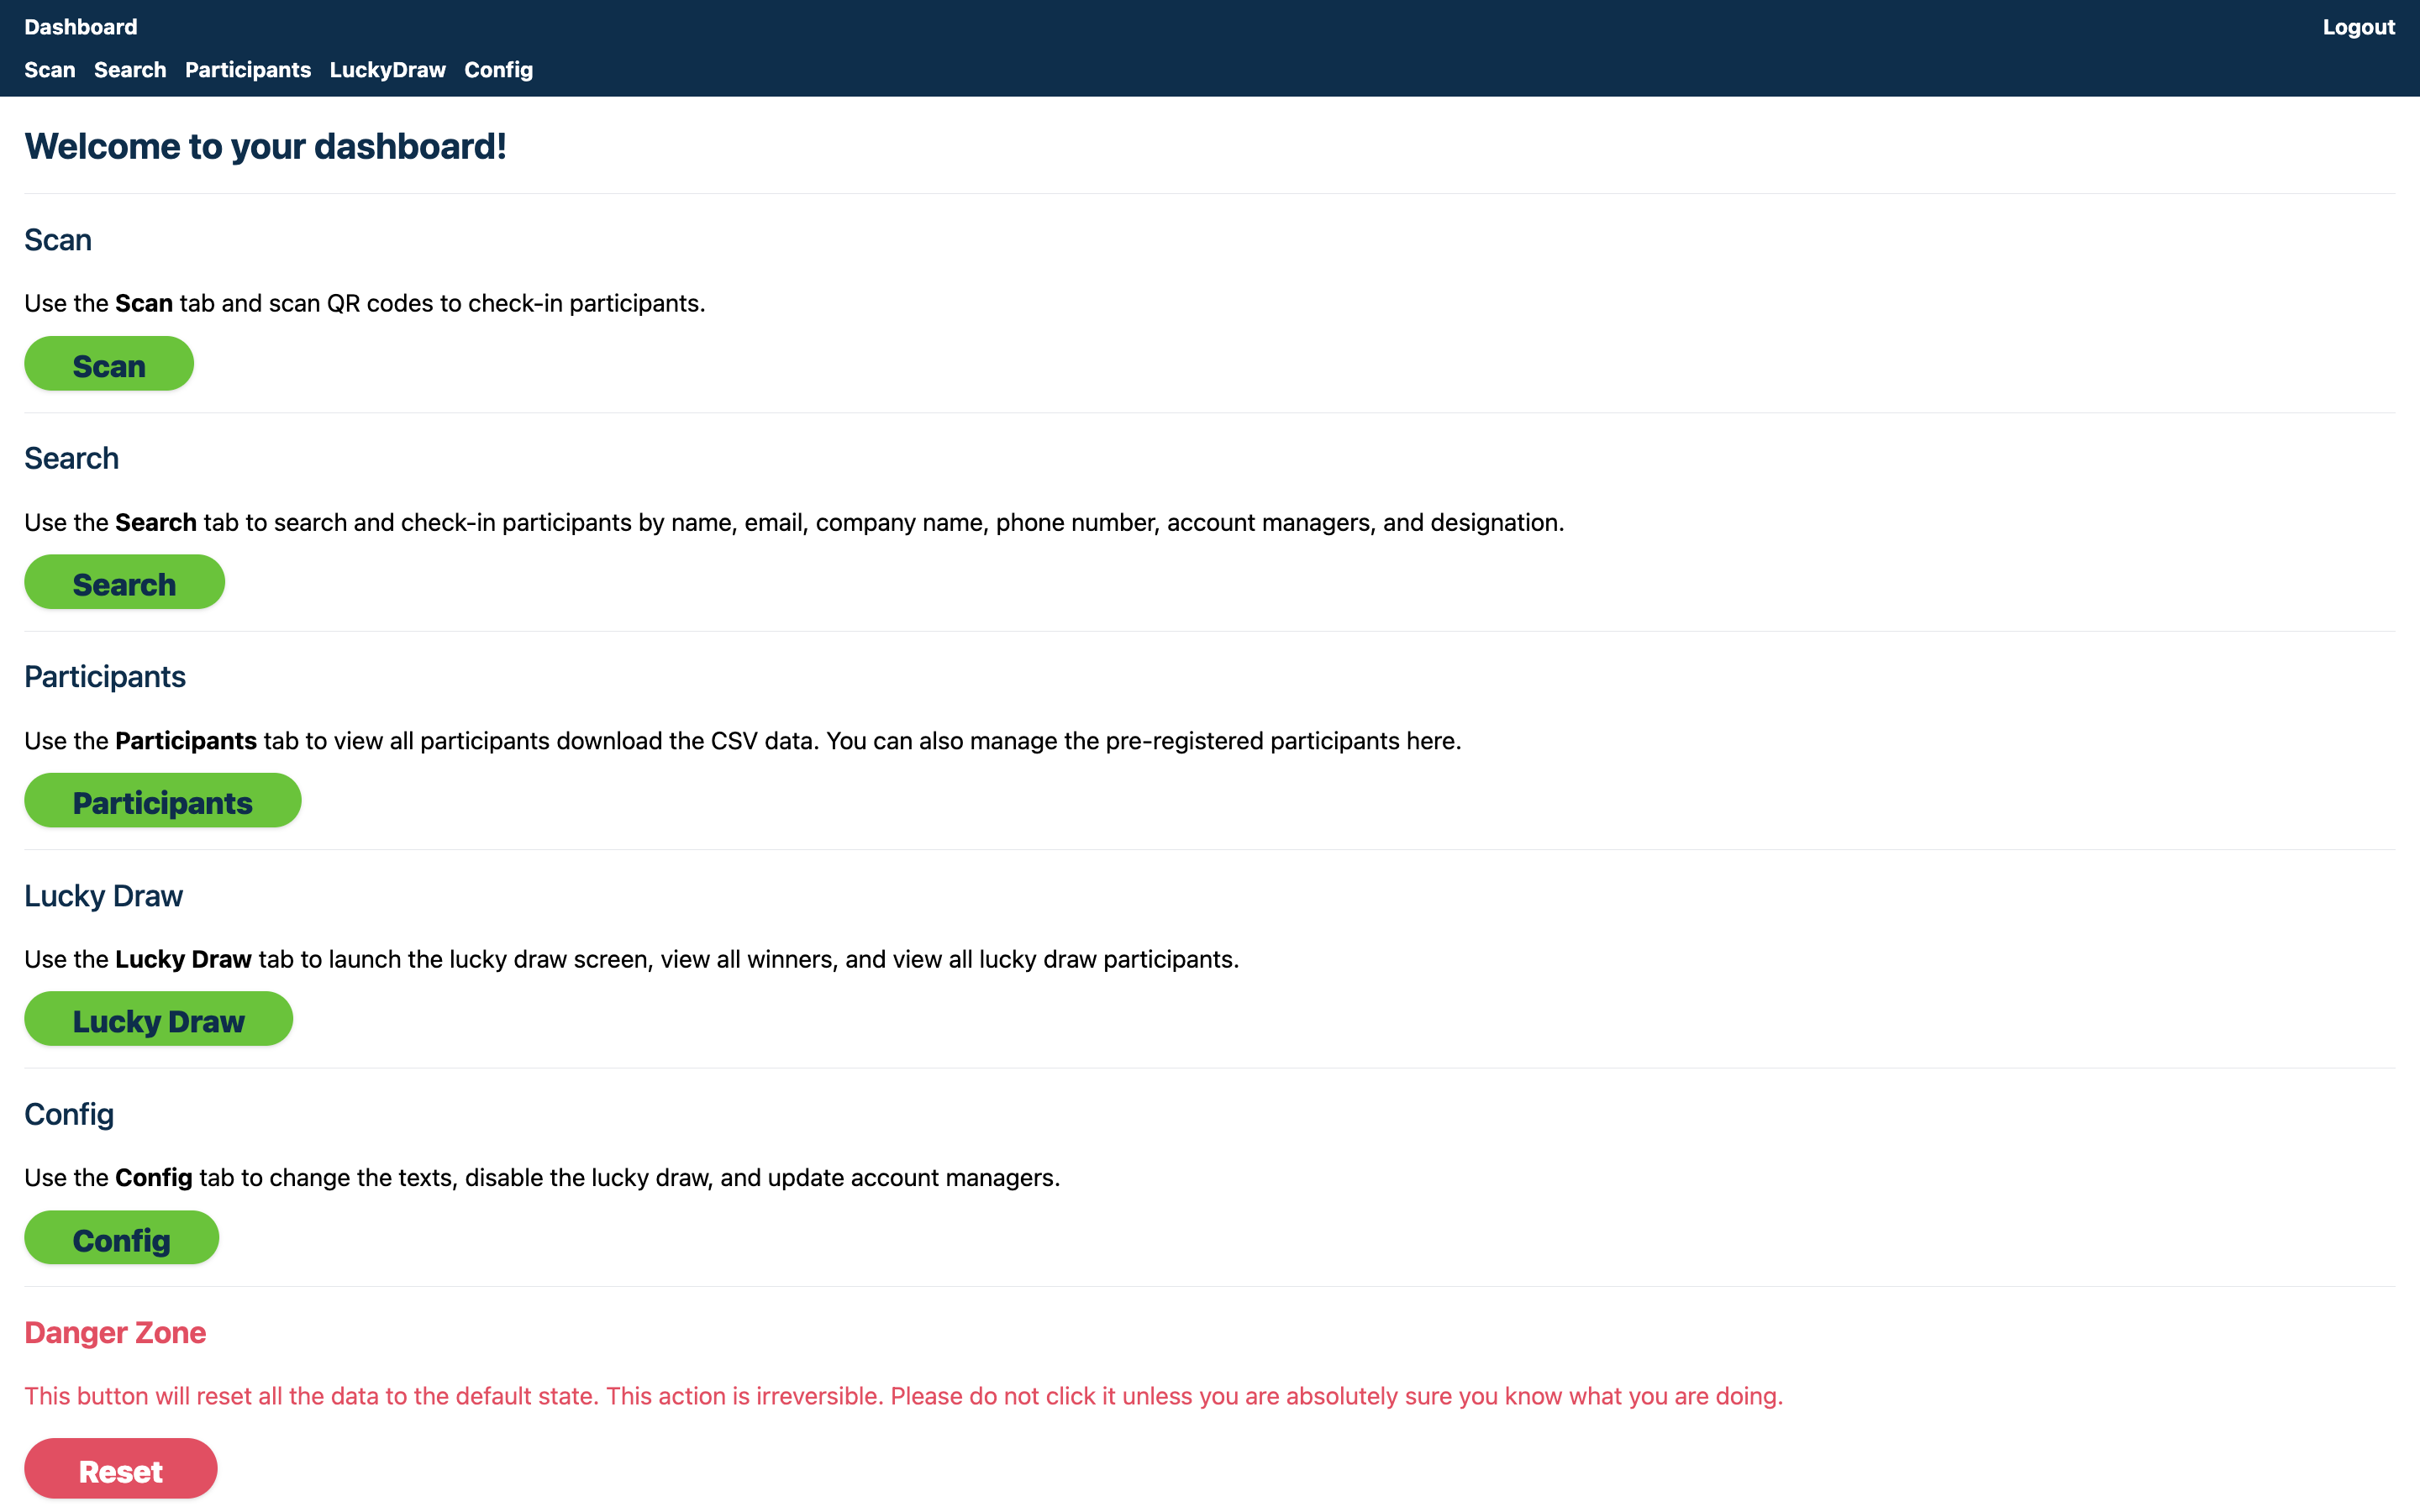 Dashboard
Logout
Scan Search Participants LuckyDraw Config
Welcome to your dashboard!
Scan
Use the Scan tab and scan QR codes to check-in participants.
Scan
Search
Use the Search tab to search and check-in participants by name, email, company name, phone number, account managers, and designation.
Search
Participants
Use the Participants tab to view all participants download the CSV data. You can also manage the pre-registered participants here.
Participants
Lucky Draw
Use the Lucky Draw tab to launch the lucky draw screen, view all winners, and view all lucky draw participants.
Lucky Draw
Config
Use the Config tab to change the texts, disable the lucky draw, and update account managers.
Config
Danger Zone
This button will reset all the data to the default state. This action is irreversible. Please do not click it unless you are absolutely sure you know what you are doing.
Reset